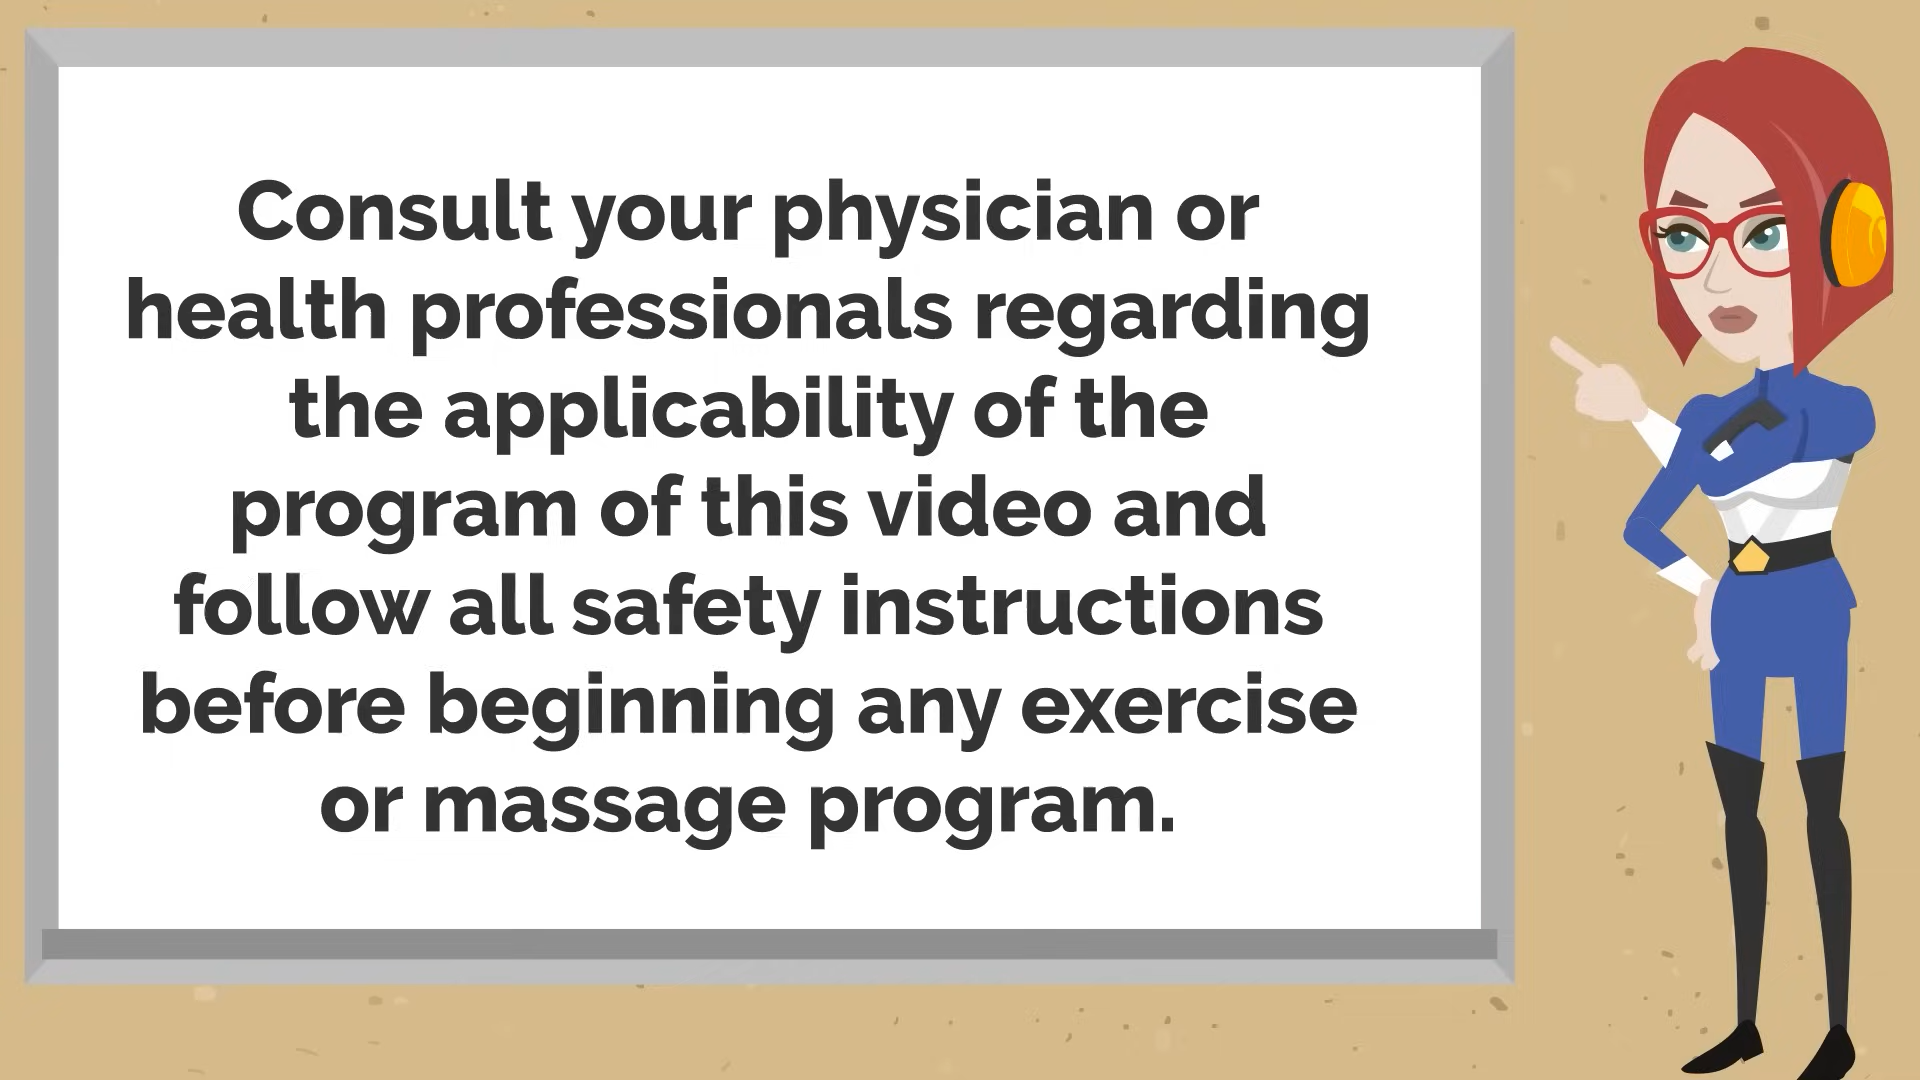 Consult your physician or
health professionals regarding
the applicability of the
program of this video and
follow all safety instructions
before beginning any exercise
or massage program.